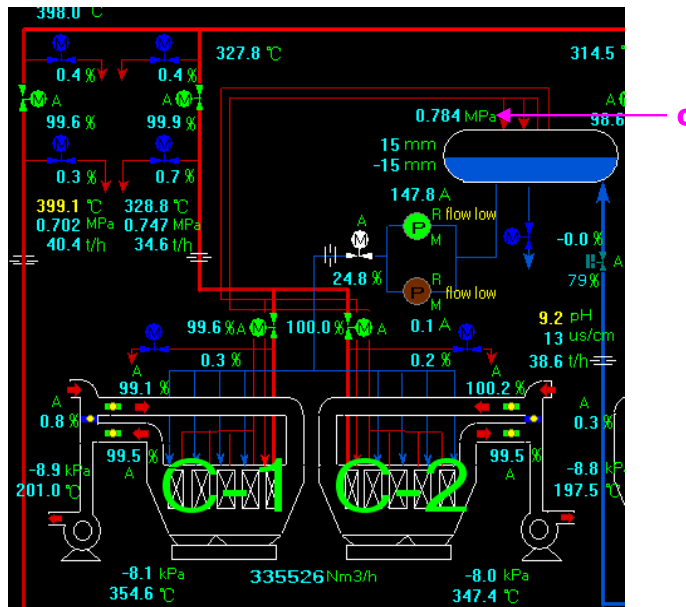 398.0 °C
M M 327.8 °C 314.5
0.4 % 0.4 %
M A A M A
99.6 % 99.9 % 0.784 MPa 98.6
M M 15 mm
-15 mm
0.3 % 0.7 %
399.1 °C 328.8 °C 147.8 A
0.702 MPa 0.747 MPa R flow low
40.4 t/h 34.6 t/h A P
M M M -0.0 %
A
24.8 % R 79%
P flow low
M
9.2 pH
99.6 % A M 100.0 % M A 0.1 A 13 us/cm
M M
0.3 % 0.2 % 38.6 t/h
A A
99.1 % 100.2 %
A A
0.8 % 0.3 %
99.5 % 99.5 %
A A
C-1 C-2
-8.9 kPa -8.8 kPa
201.0 °C 197.5 °C
-8.1 kPa 335526 Nm3/h -8.0 kPa
354.6 °C 347.4 °C